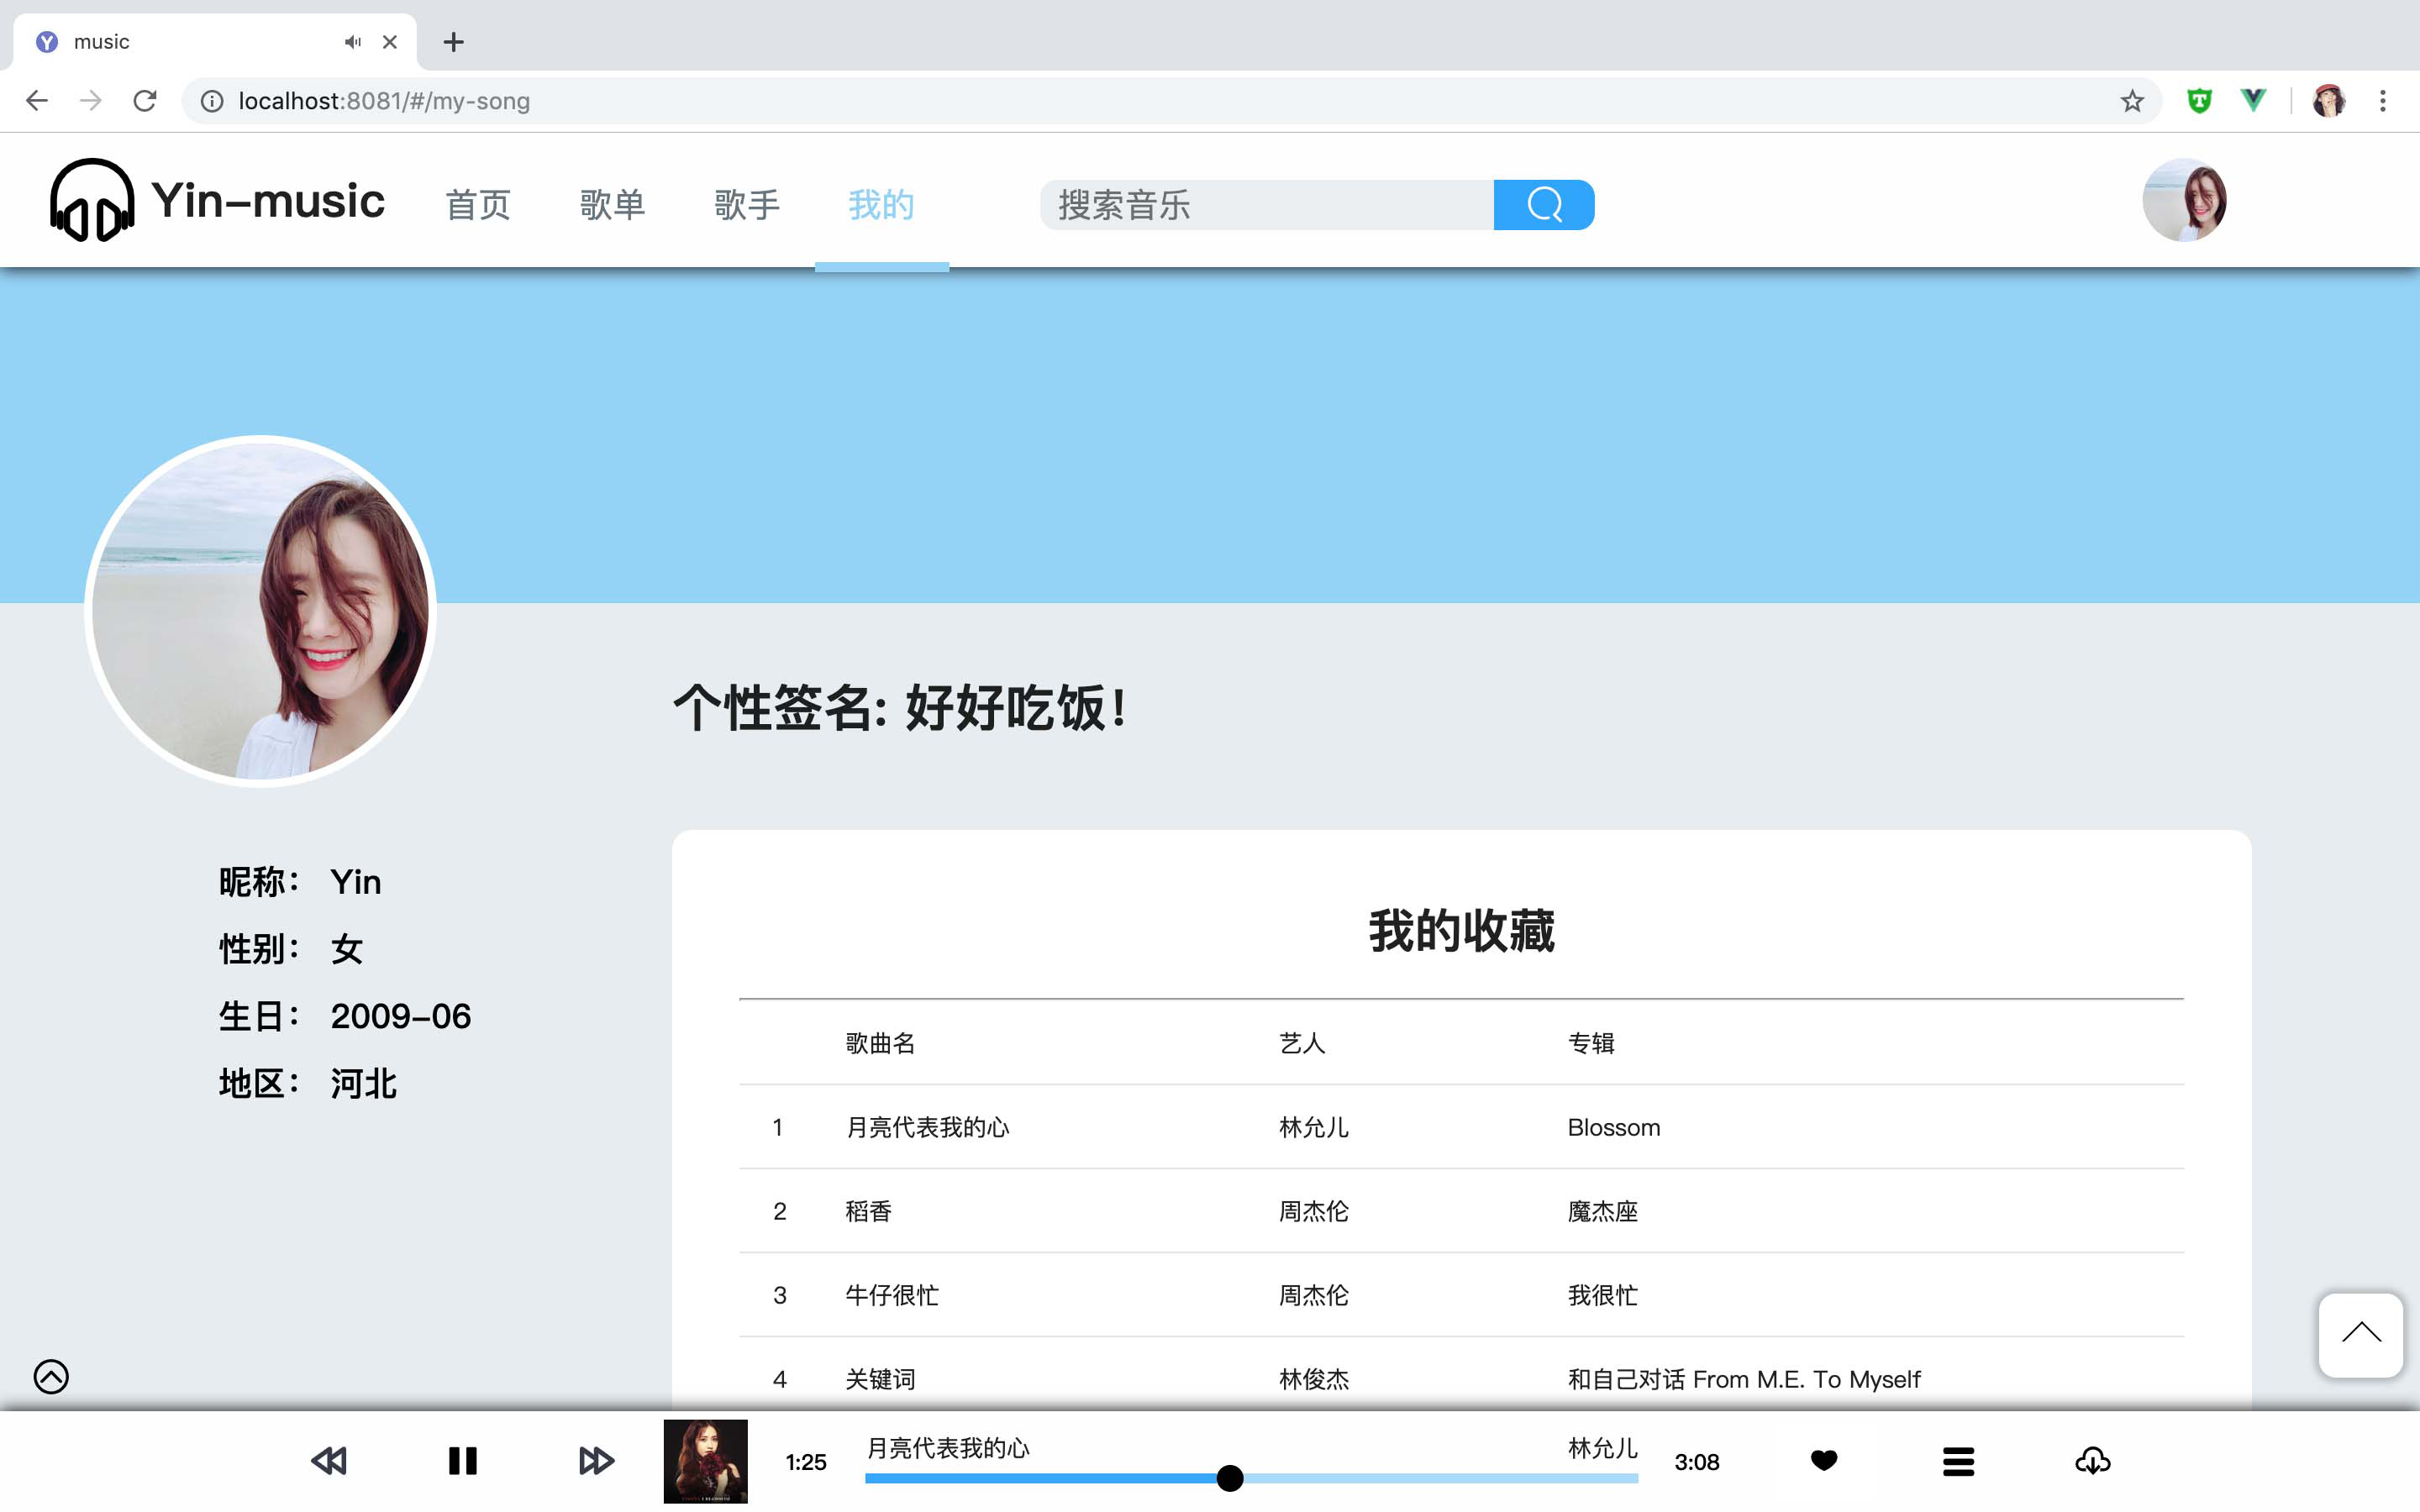 music
localhost:8081/#/my-song
Yin-music 首页 歌单 歌手 我的 搜索音乐
个性签名: 好好吃饭!
昵称： Yin
性别： 女
生日： 2009-06
地区： 河北
我的收藏
歌曲名 艺人 专辑
1 月亮代表我的心 林允儿 Blossom
2 稻香 周杰伦 魔杰座
3 牛仔很忙 周杰伦 我很忙
4 关键词 林俊杰 和自己对话 From M.E. To Myself
1:25 月亮代表我的心 林允儿 3:08